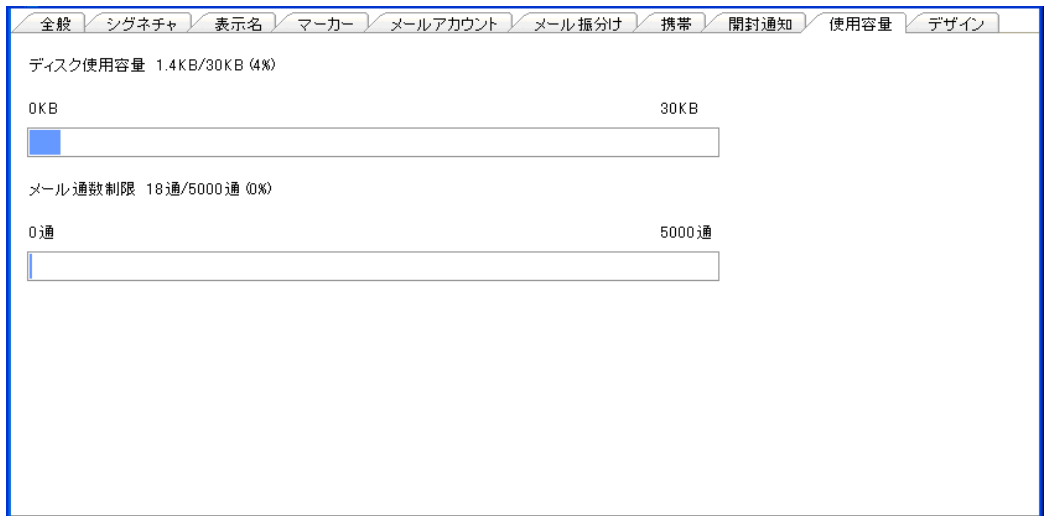 全般 シグネチャ 表示名 マーカー メールアカウント メール振分け 携帯 開封通知 使用容量 デザイン
ディスク使用容量 1.4KB/30KB (4%)
0KB 30KB
メール通数制限 18通/5000通 (0%)
0通 5000通